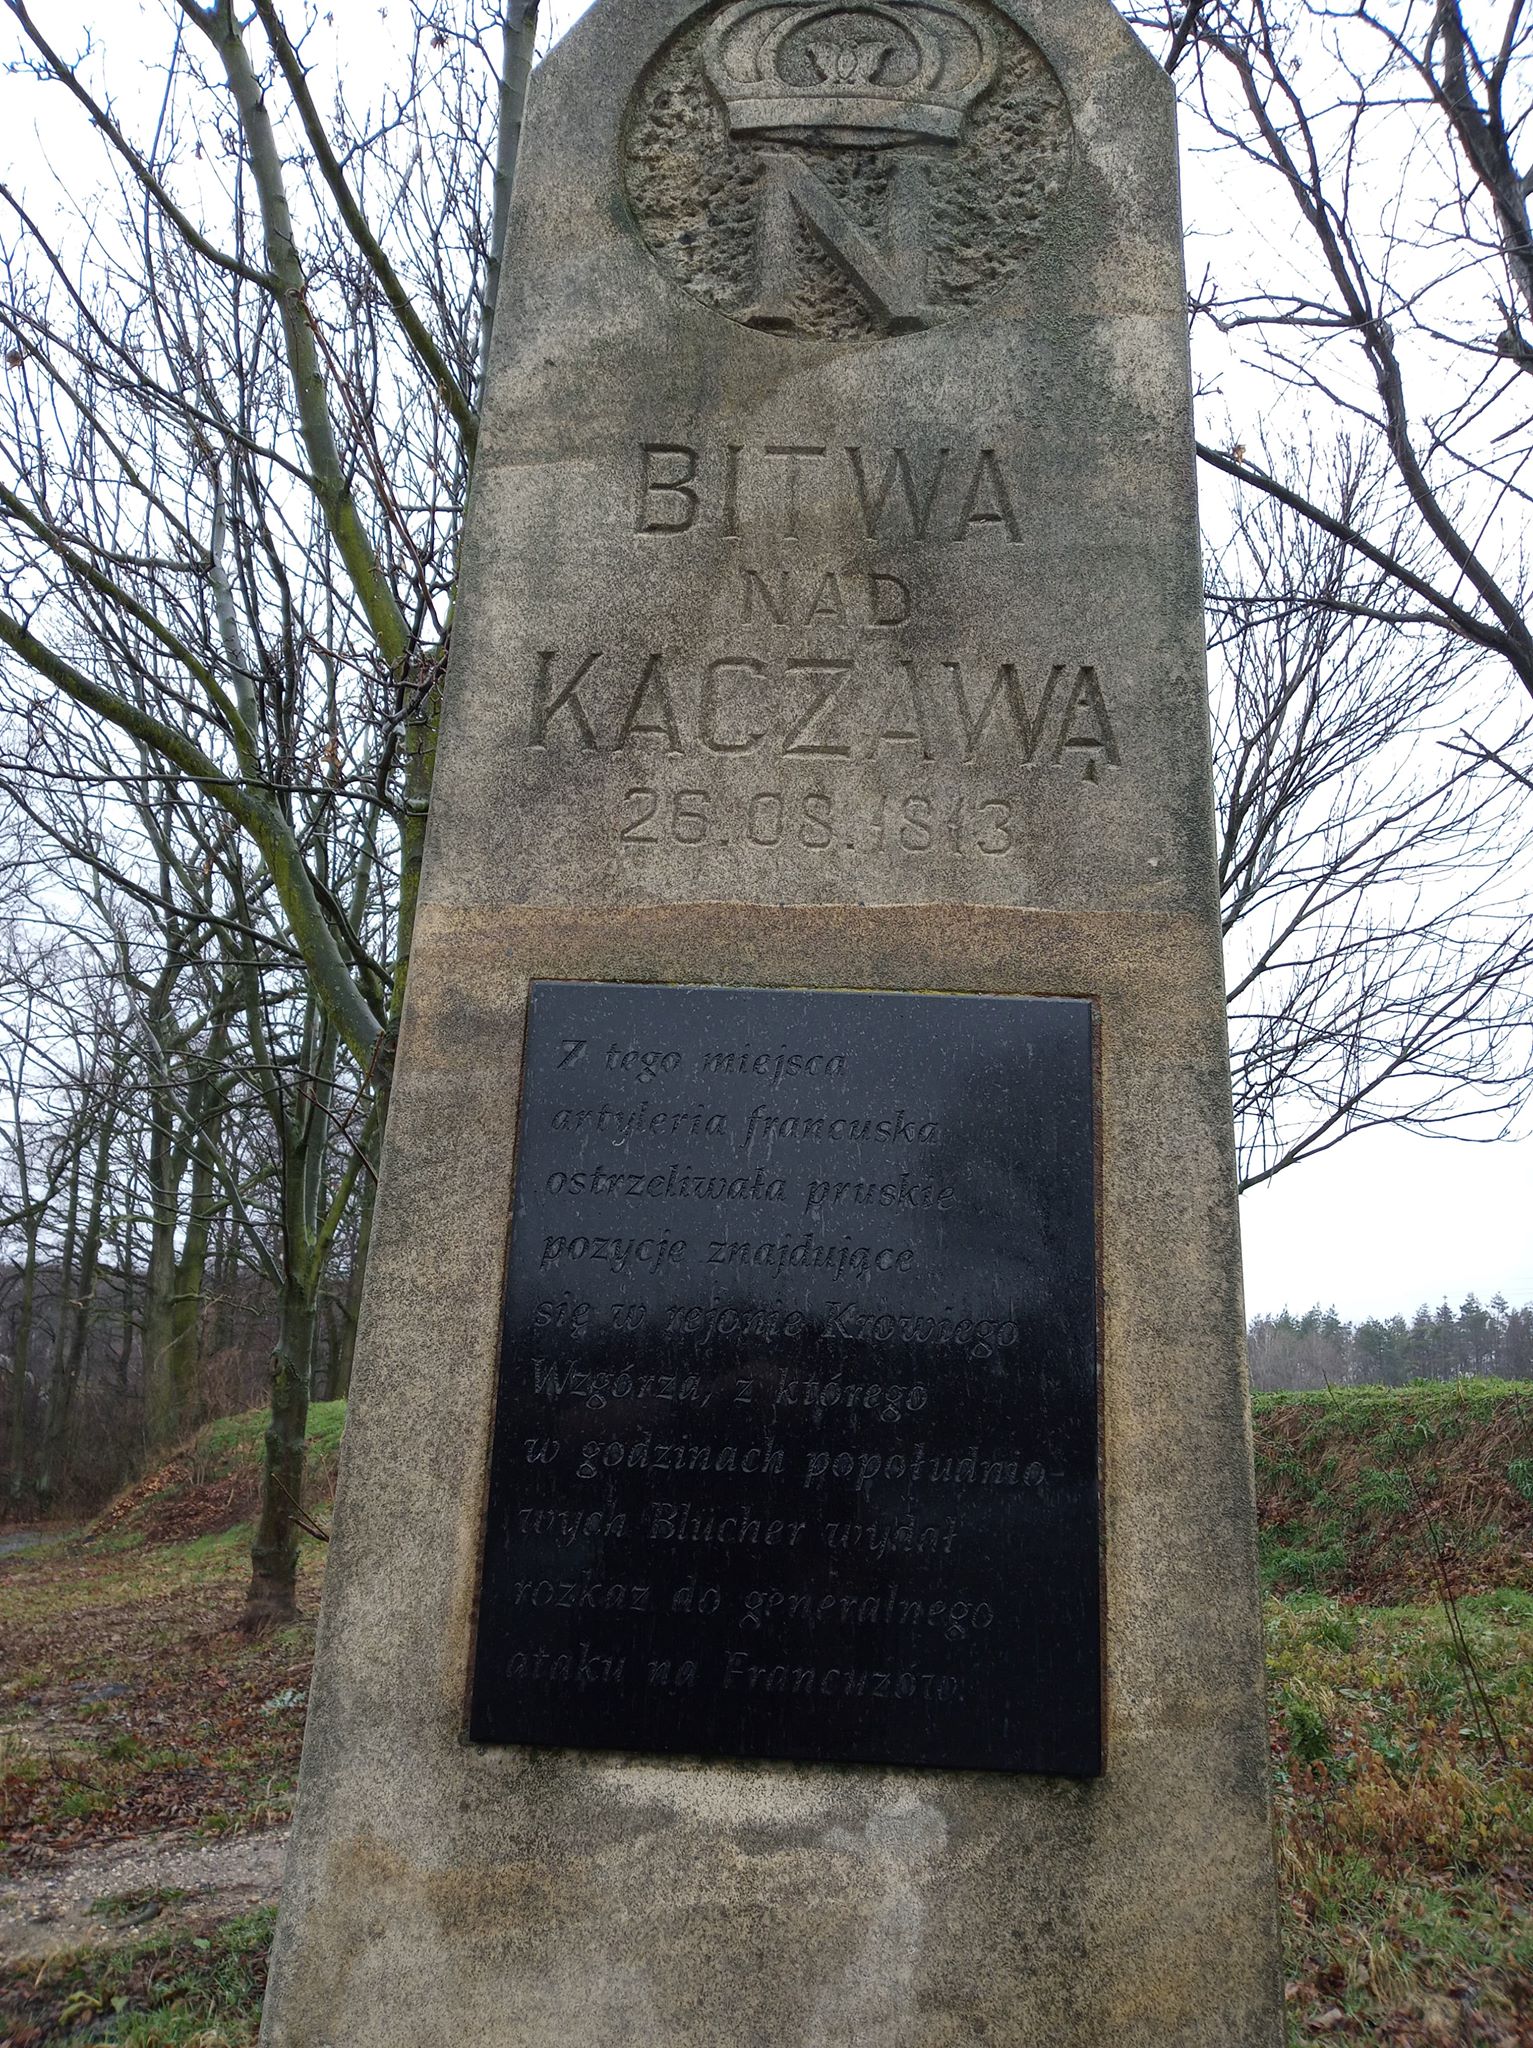 N
BITWA
NAD
KACZAWĄ
26.08.1813
Z tego miejsca
artyleria francuska
ostrzeliwała pruskie
pozycje znajdujące
się w rejonie Krowiego
Wzgórza, z którego
w godzinach popołudnio-
wych Blücher wydał
rozkaz do generalnego
ataku na Francuzów.